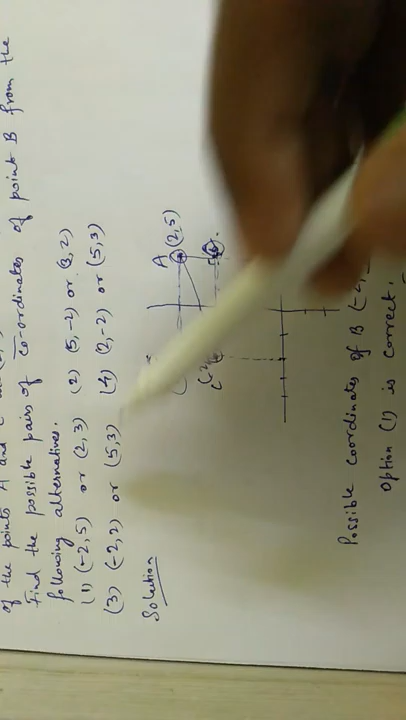 of the points A and C
Find the possible pairs of co-ordinates of point B from the
following alternatives.
(1) (-2,5) or (2,3) (2) (5,-2) or (3,2)
(3) (-2,2) or (5,3) (4) (2,-2) or (5,3)
Solution
A (2,5)
C
Possible coordinates of B (-2,
Option (1) is correct.